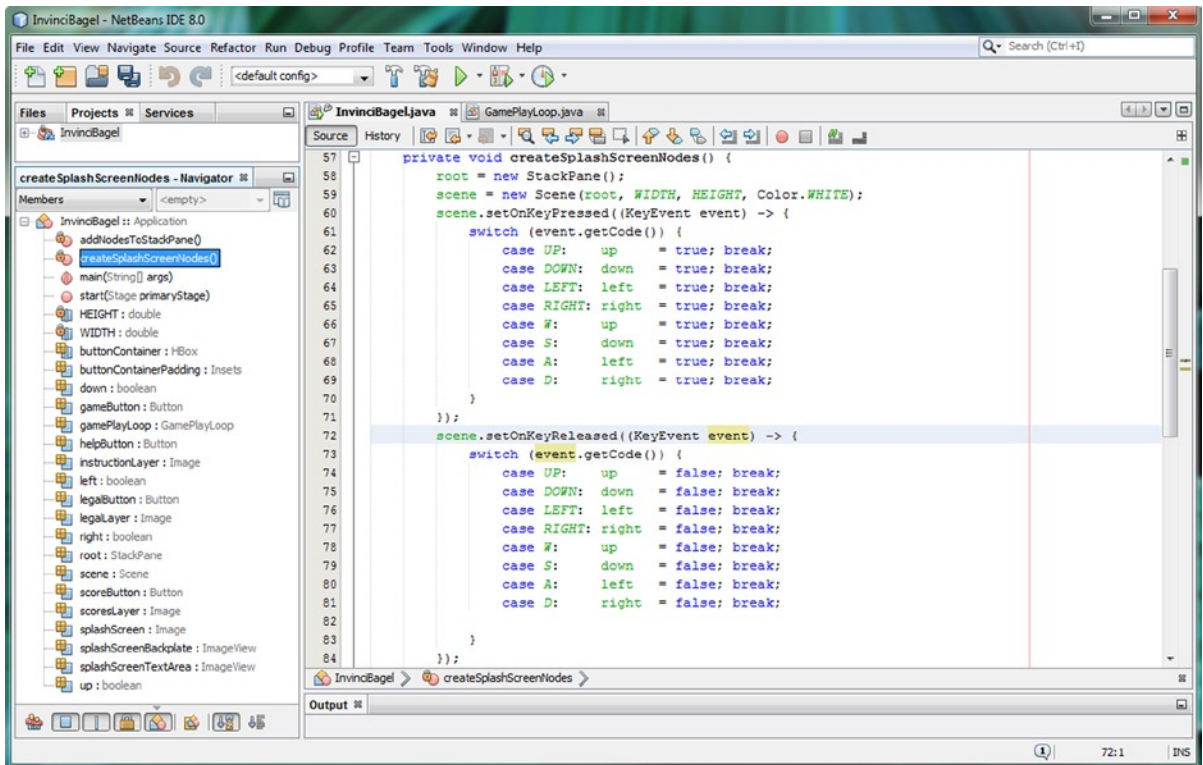 InvinciBagel - NetBeans IDE 8.0
File Edit View Navigate Source Refactor Run Debug Profile Team Tools Window Help
Search (Ctrl+I)
<default config>
Files Projects Services
InvinciBagel
createSplashScreenNodes - Navigator
Members <empty>
InvinciBagel :: Application
addNodesToStackPane()
createSplashScreenNodes()
main(String[] args)
start(Stage primaryStage)
HEIGHT : double
WIDTH : double
buttonContainer : HBox
buttonContainerPadding : Insets
down : boolean
gameButton : Button
gamePlayLoop : GamePlayLoop
helpButton : Button
instructionLayer : Image
left : boolean
legalButton : Button
legalLayer : Image
right : boolean
root : StackPane
scene : Scene
scoreButton : Button
scoresLayer : Image
splashScreen : Image
splashScreenBackplate : ImageView
splashScreenTextArea : ImageView
up : boolean
InvinciBagel.java GamePlayLoop.java
Source History
57 private void createSplashScreenNodes() {
58 root = new StackPane();
59 scene = new Scene(root, WIDTH, HEIGHT, Color.WHITE);
60 scene.setOnKeyPressed((KeyEvent event) -> {
61 switch (event.getCode()) {
62 case UP: up = true; break;
63 case DOWN: down = true; break;
64 case LEFT: left = true; break;
65 case RIGHT: right = true; break;
66 case W: up = true; break;
67 case S: down = true; break;
68 case A: left = true; break;
69 case D: right = true; break;
70 }
71 });
72 scene.setOnKeyReleased((KeyEvent event) -> {
73 switch (event.getCode()) {
74 case UP: up = false; break;
75 case DOWN: down = false; break;
76 case LEFT: left = false; break;
77 case RIGHT: right = false; break;
78 case W: up = false; break;
79 case S: down = false; break;
80 case A: left = false; break;
81 case D: right = false; break;
82
83 }
84 });
InvinciBagel createSplashScreenNodes
Output
1 72:1 INS